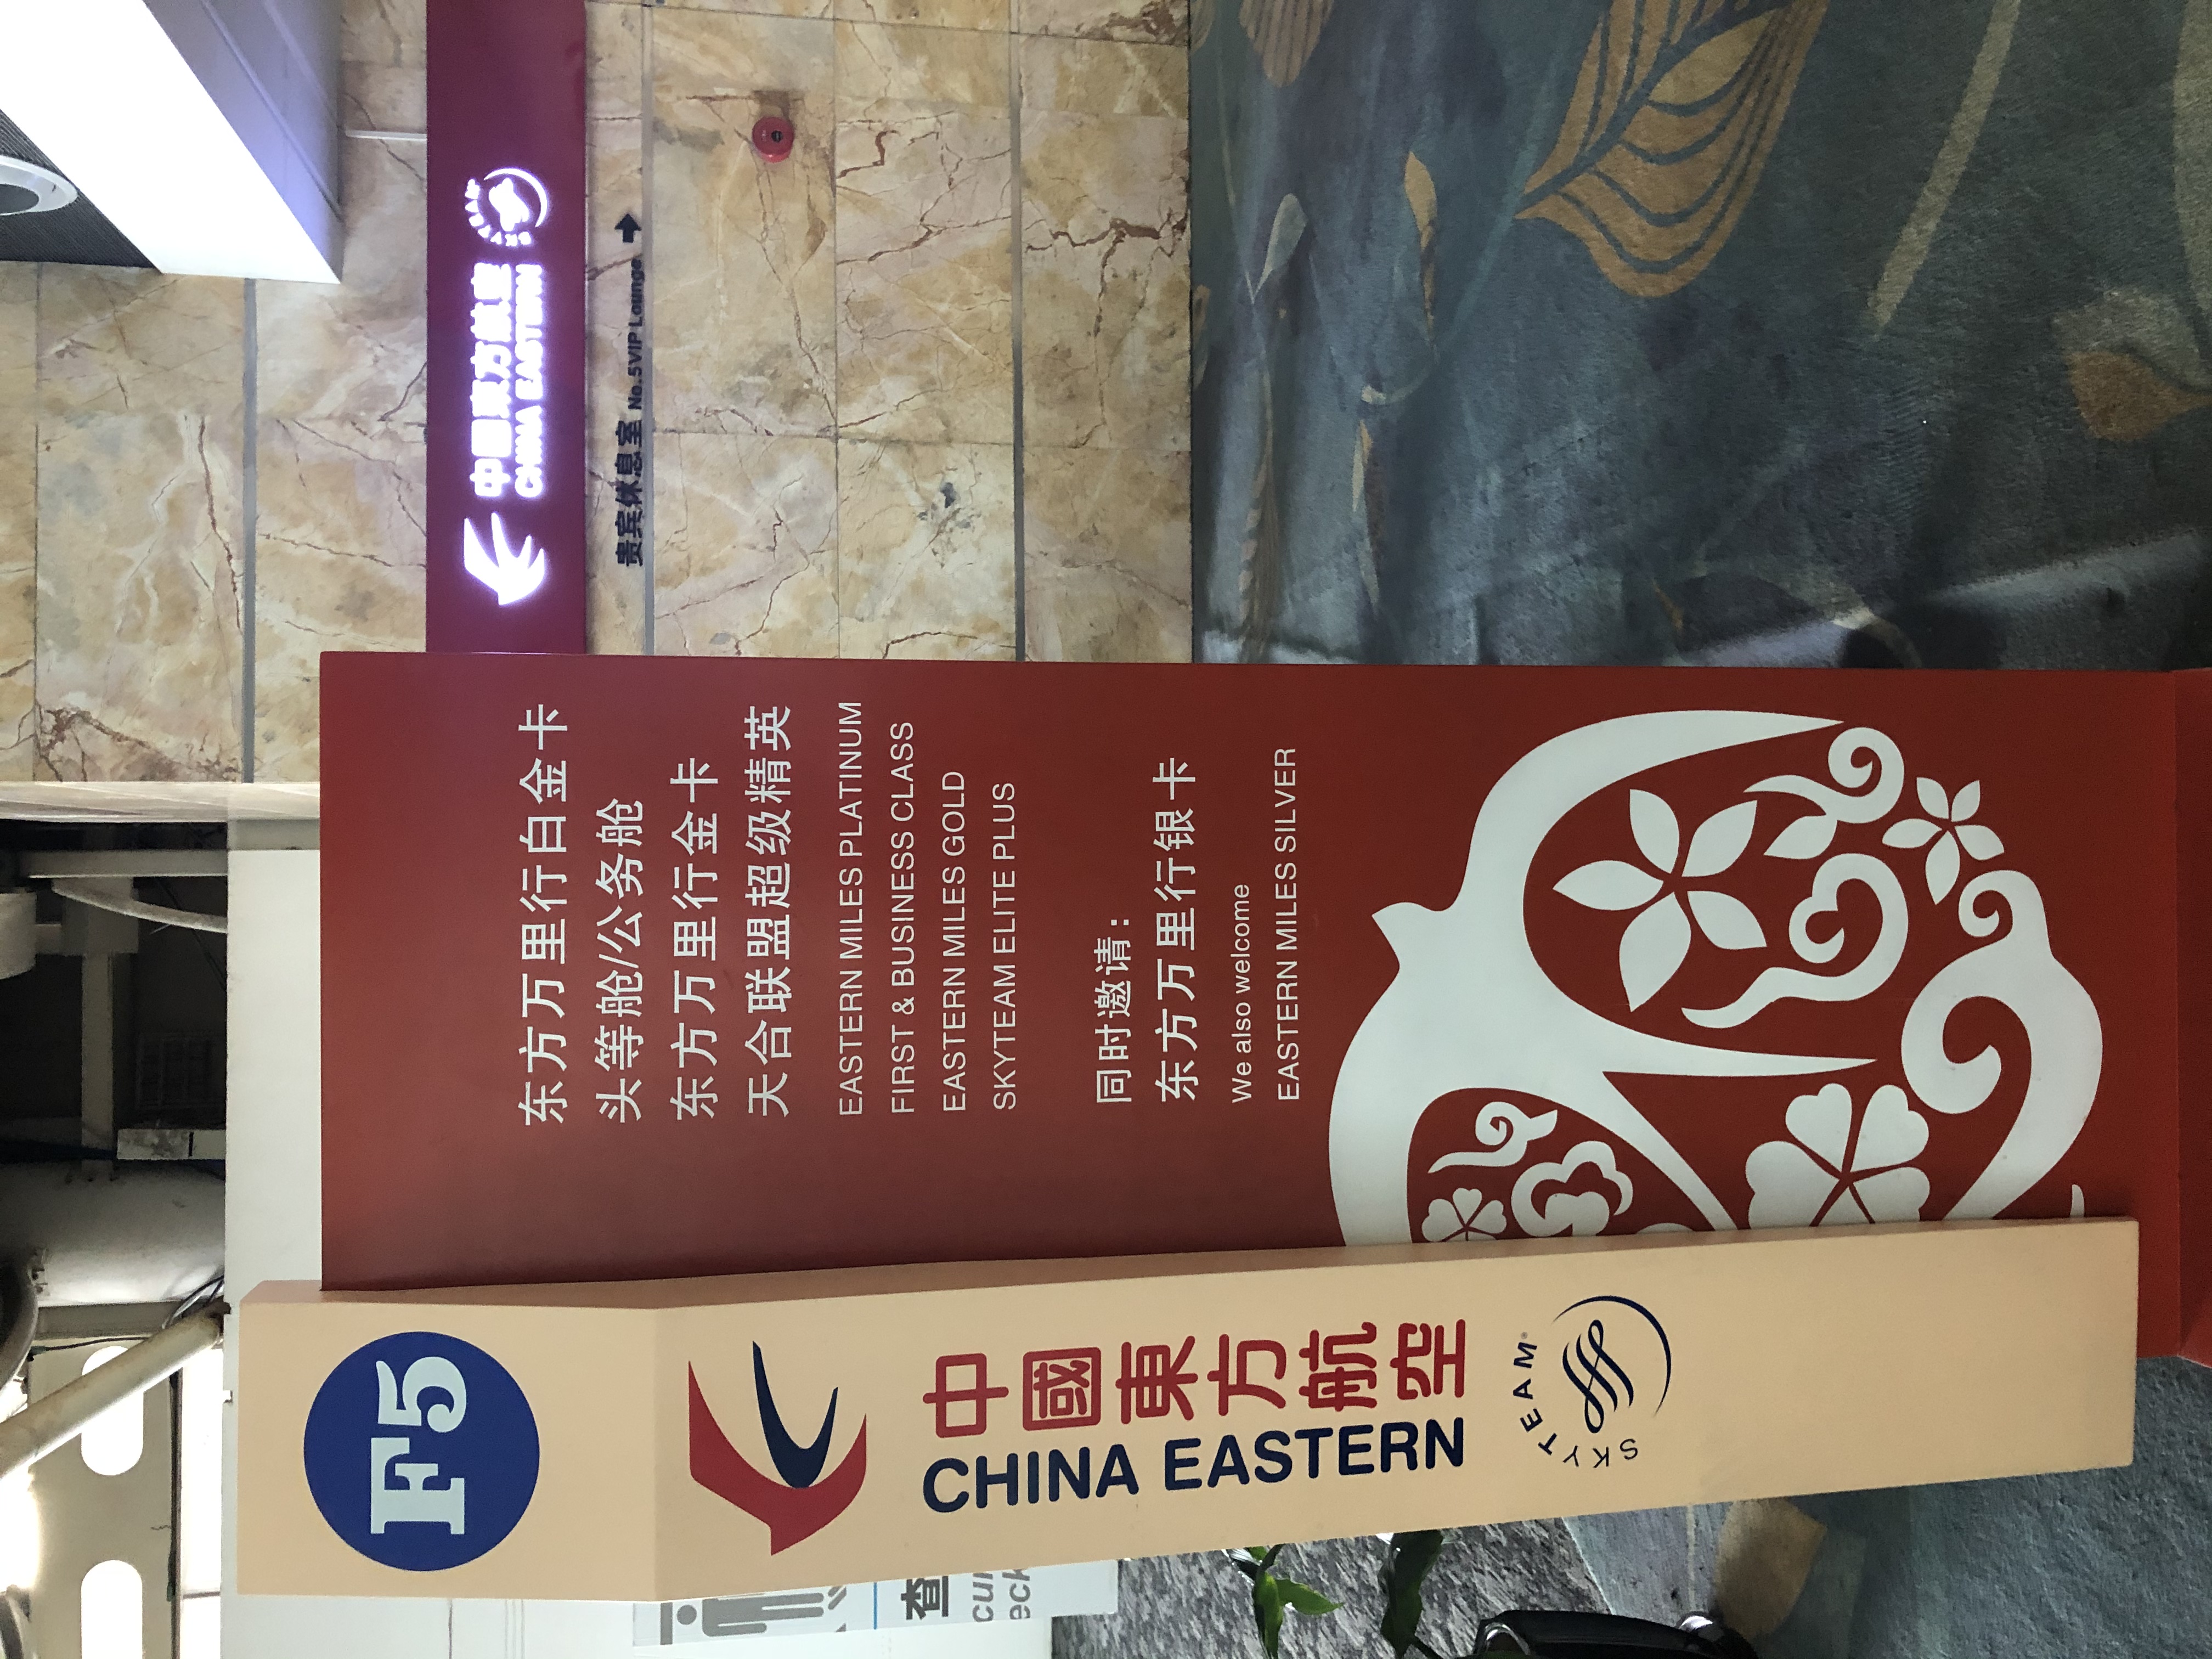 F5
中國東方航空
CHINA EASTERN
SKYTEAM
东方万里行白金卡
头等舱/公务舱
东方万里行金卡
天合联盟超级精英
EASTERN MILES PLATINUM
FIRST & BUSINESS CLASS
EASTERN MILES GOLD
SKYTEAM ELITE PLUS
同时邀请：
东方万里行银卡
We also welcome
EASTERN MILES SILVER
中國東方航空
CHINA EASTERN
SKYTEAM
贵宾休息室 No.5VIP Lounge
查